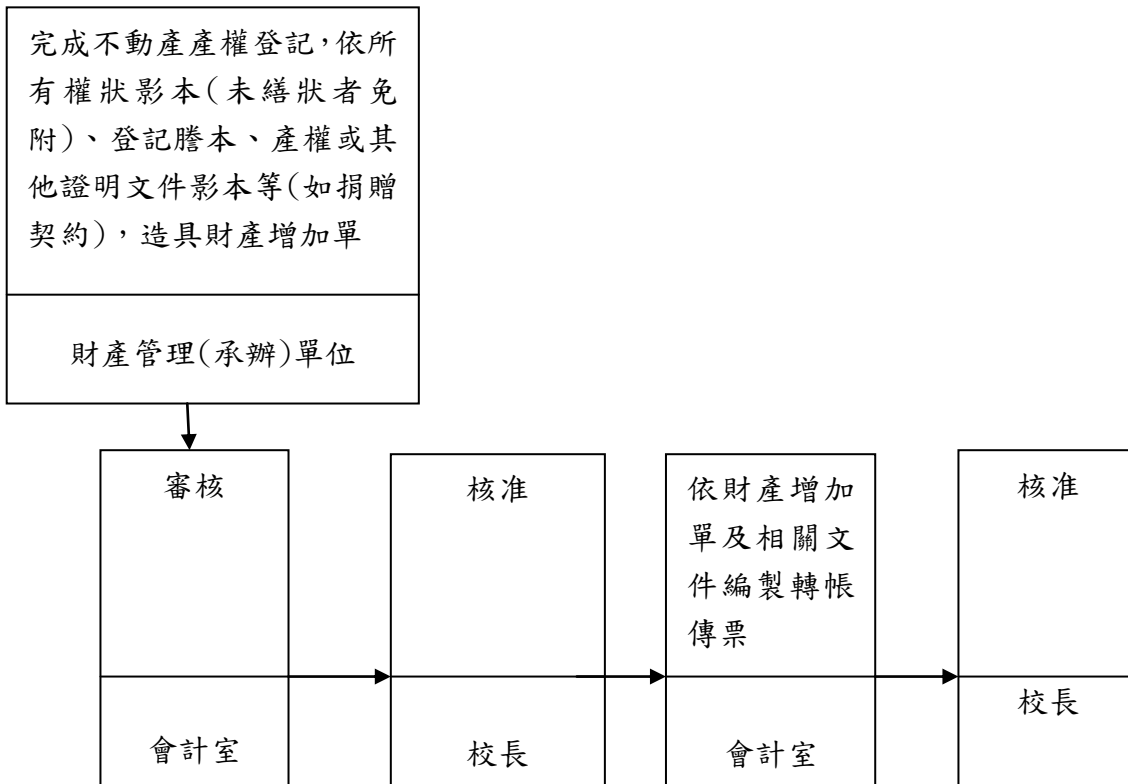 完成不動產產權登記，依所
有權狀影本(未繕狀者免
附)、登記謄本、產權或其
他證明文件影本等(如捐贈
契約)，造具財產增加單
財產管理(承辦)單位
審核
會計室
核准
校長
依財產增加
單及相關文
件編製轉帳
傳票
會計室
核准
校長